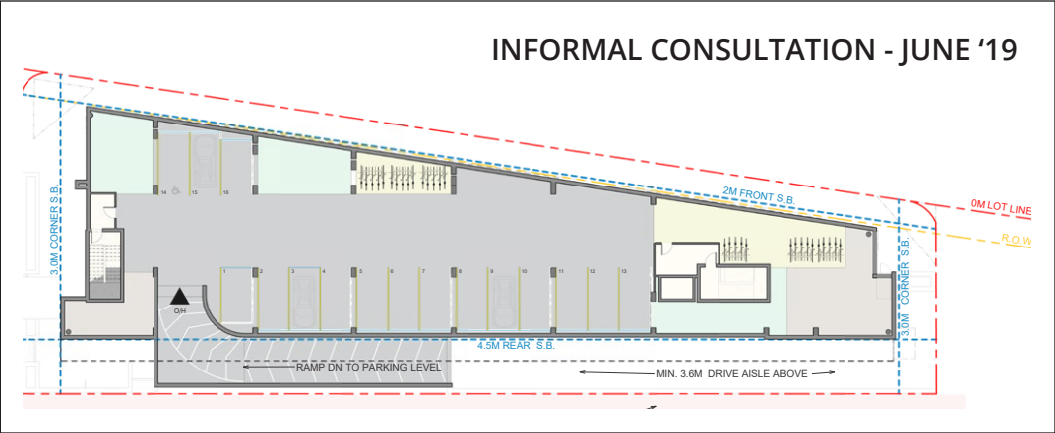 INFORMAL CONSULTATION - JUNE ‘19
2M FRONT S.B.
0M LOT LINE
R.O.W
3.0M CORNER S.B.
14
15
16
1
2
3
4
5
6
7
8
9
10
11
12
13
3.0M CORNER S.B.
O/H
4.5M REAR S.B.
RAMP DN TO PARKING LEVEL
MIN. 3.6M DRIVE AISLE ABOVE